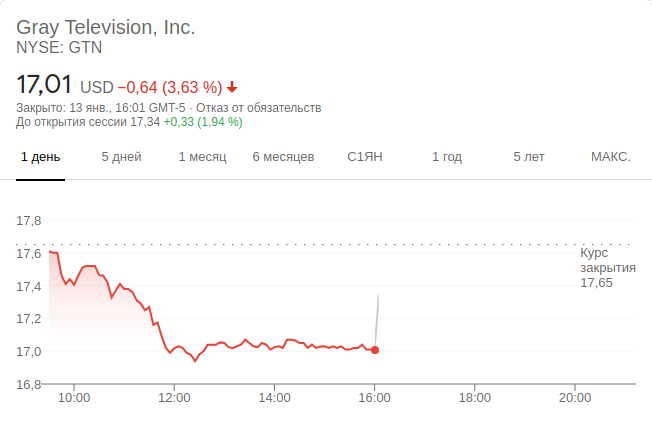 Gray Television, Inc.
NYSE: GTN
17,01 USD −0,64 (3,63 %)
Закрыто: 13 янв., 16:01 GMT-5 · Отказ от обязательств
До открытия сессии 17,34 +0,33 (1,94 %)
1 день 5 дней 1 месяц 6 месяцев С1ЯН 1 год 5 лет МАКС.
17,8
17,6
17,4
17,2
17,0
16,8
Курс
закрытия
17,65
10:00 12:00 14:00 16:00 18:00 20:00